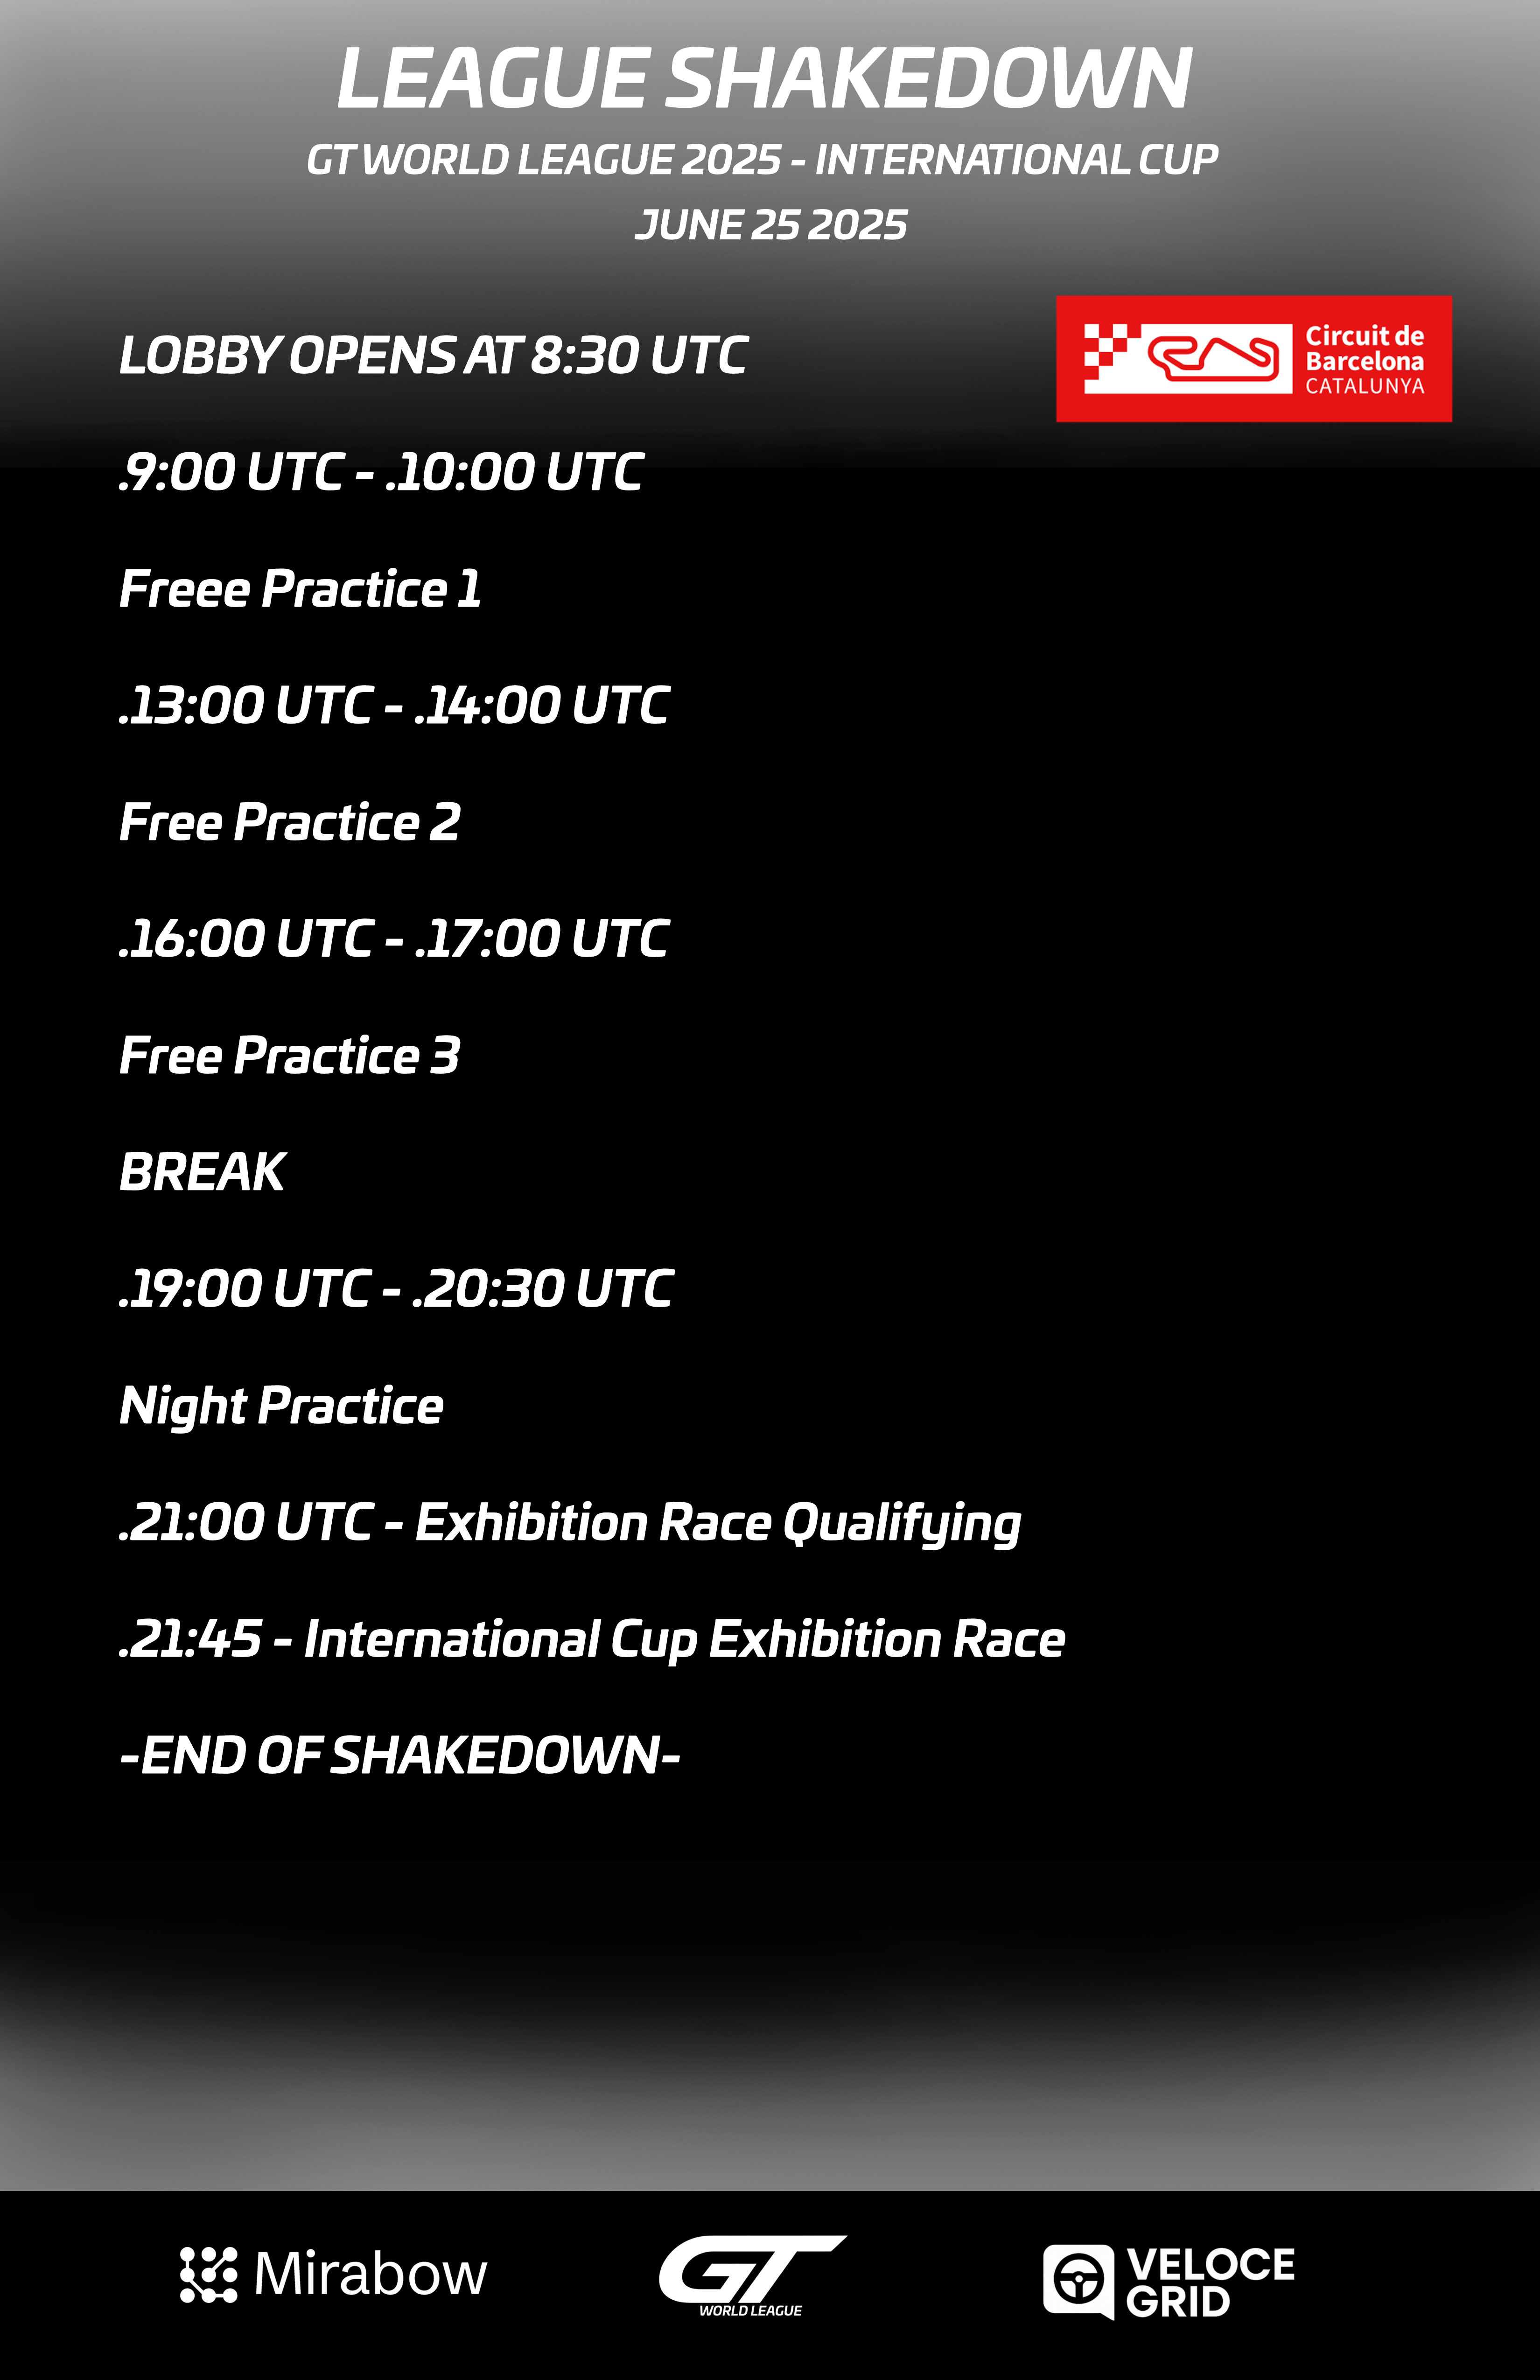 LEAGUE SHAKEDOWN
GT WORLD LEAGUE 2025 - INTERNATIONAL CUP
JUNE 25 2025
LOBBY OPENS AT 8:30 UTC
Circuit de
Barcelona
CATALUNYA
.9:00 UTC - .10:00 UTC
Freee Practice 1
.13:00 UTC - .14:00 UTC
Free Practice 2
.16:00 UTC - .17:00 UTC
Free Practice 3
BREAK
.19:00 UTC - .20:30 UTC
Night Practice
.21:00 UTC - Exhibition Race Qualifying
.21:45 - International Cup Exhibition Race
-END OF SHAKEDOWN-
Mirabow
GT
WORLD LEAGUE
VELOCE
GRID